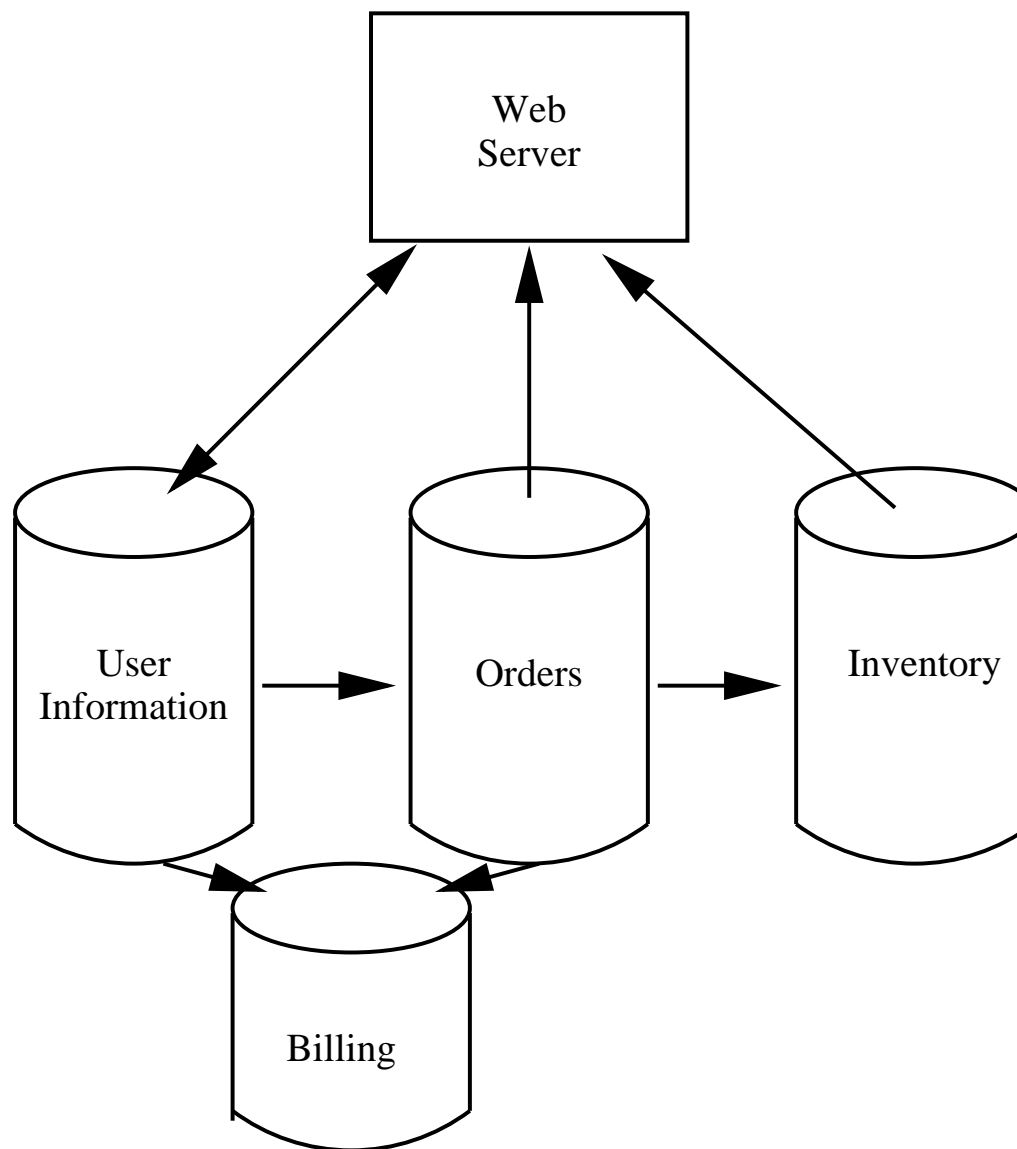 Web
Server
User
Information
Orders
Inventory
Billing